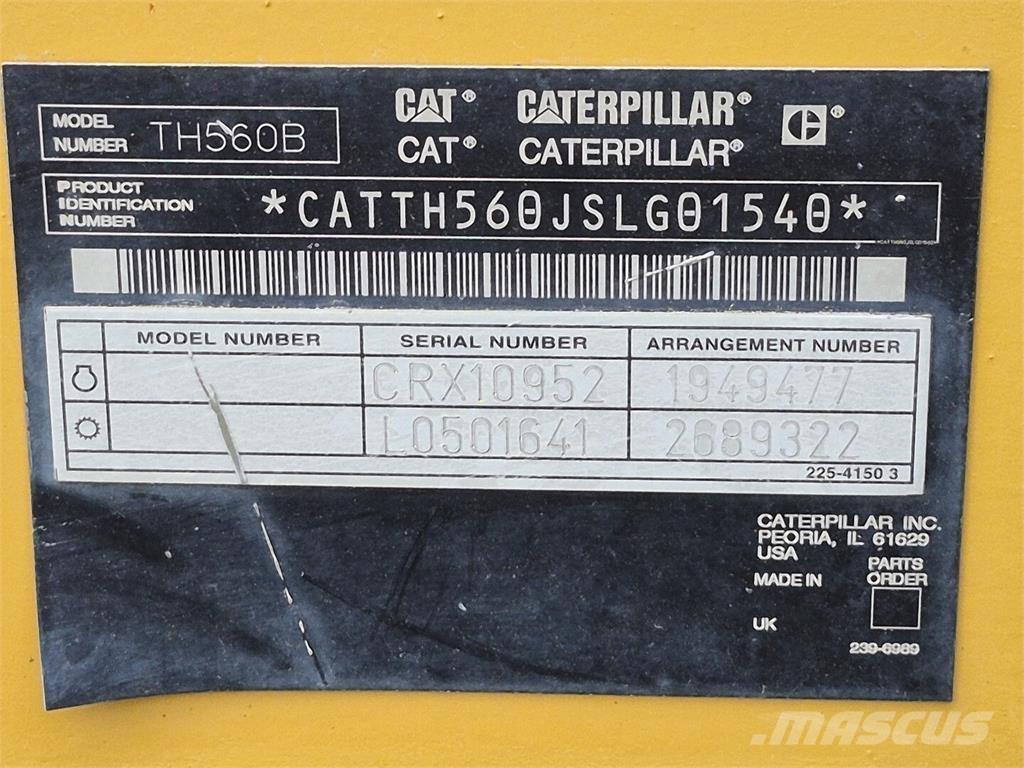 CAT® CATERPILLAR® ®
CAT® CATERPILLAR®
MODEL
NUMBER TH560B
PRODUCT
IDENTIFICATION
NUMBER
*CATTH560JSLG01540*
MODEL NUMBER SERIAL NUMBER ARRANGEMENT NUMBER
CRX10952 1949477
L0501641 2689322
225-4150 3
CATERPILLAR INC.
PEORIA, IL 61629
USA
MADE IN
UK
PARTS
ORDER
239-6989
MASCUS